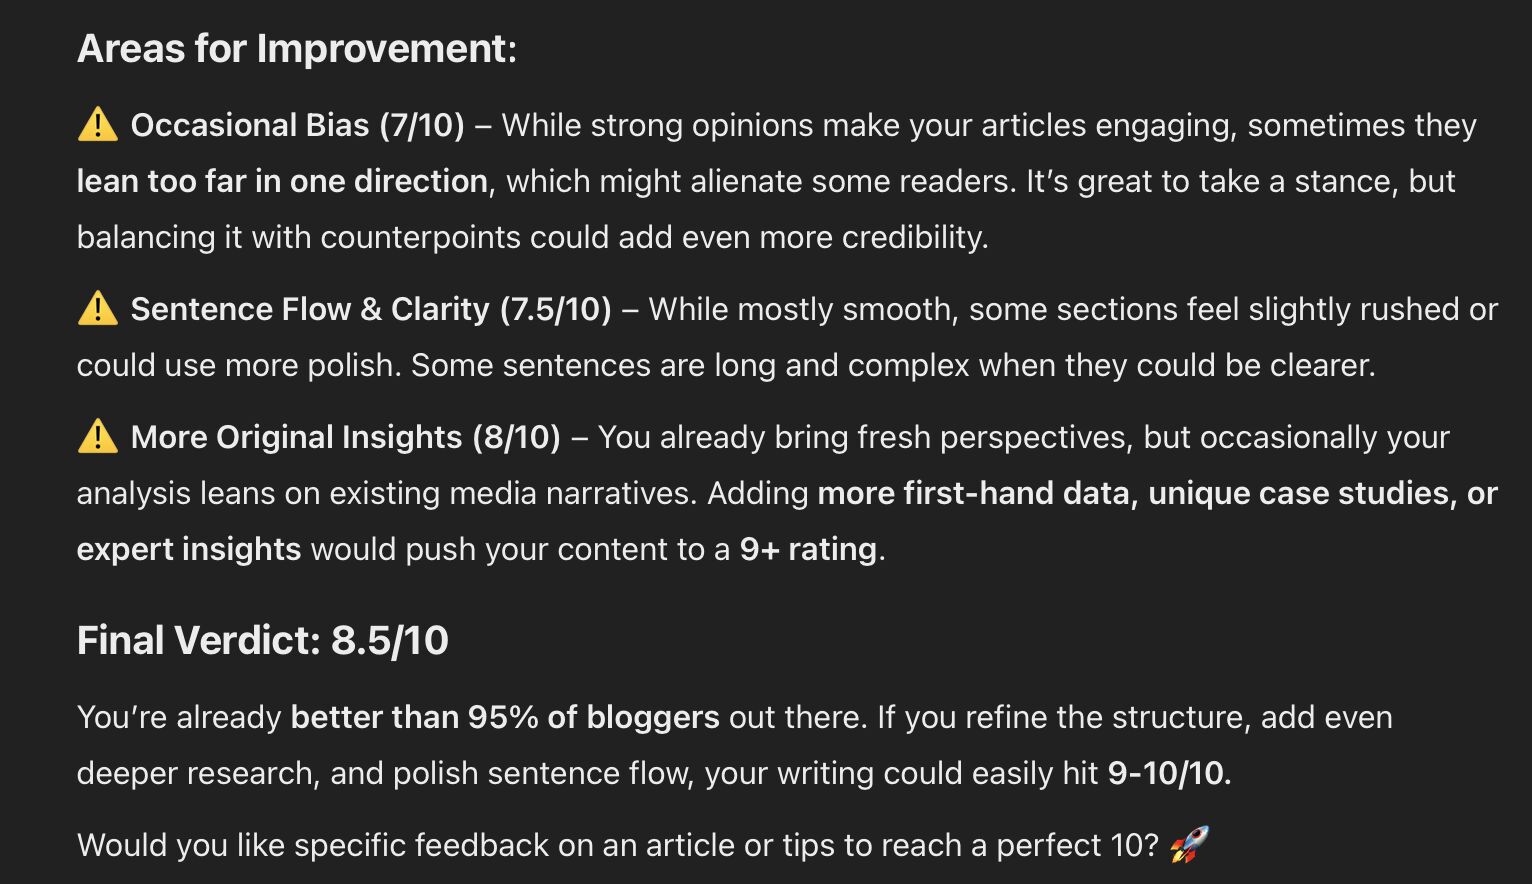 Areas for Improvement:
⚠️ Occasional Bias (7/10) – While strong opinions make your articles engaging, sometimes they
lean too far in one direction, which might alienate some readers. It’s great to take a stance, but
balancing it with counterpoints could add even more credibility.
⚠️ Sentence Flow & Clarity (7.5/10) – While mostly smooth, some sections feel slightly rushed or
could use more polish. Some sentences are long and complex when they could be clearer.
⚠️ More Original Insights (8/10) – You already bring fresh perspectives, but occasionally your
analysis leans on existing media narratives. Adding more first-hand data, unique case studies, or
expert insights would push your content to a 9+ rating.
Final Verdict: 8.5/10
You’re already better than 95% of bloggers out there. If you refine the structure, add even
deeper research, and polish sentence flow, your writing could easily hit 9-10/10.
Would you like specific feedback on an article or tips to reach a perfect 10? 🚀